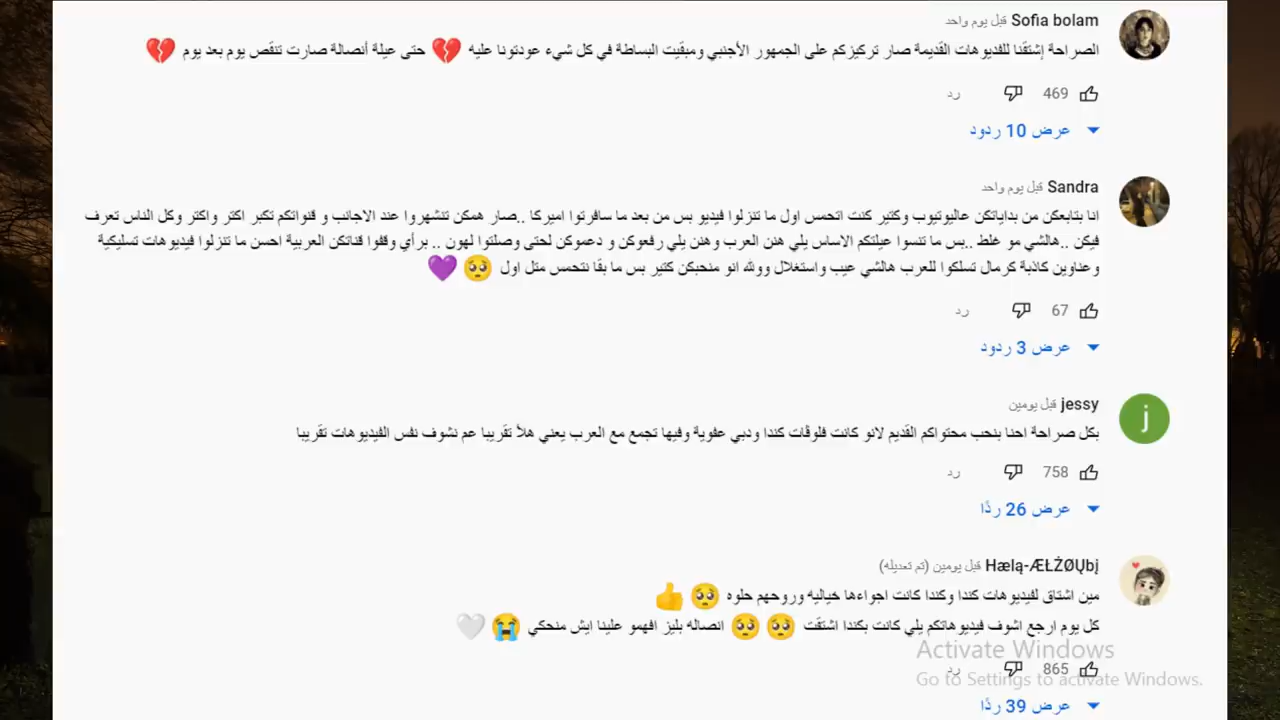 Sofia bolam قبل يوم واحد
الصراحة إشتقنا للفديوهات القديمة صار تركيزكم على الجمهور الأجنبي ومبقيت البساطة في كل شيء عودتونا عليه 💔 حتى عيلة أنصالة صارت تنقص يوم بعد يوم 💔
469 رد
عرض 10 ردود
Sandra قبل يوم واحد
انا بتابعكن من بداياتكن عاليوتيوب وكتير كنت اتحمس اول ما تنزلوا فيديو بس من بعد ما سافرتوا اميركا ..صار همكن تنشهروا عند الاجانب و قنواتكم تكبر اكتر واكتر وكل الناس تعرف
فيكن ..هالشي مو غلط ..بس ما تنسوا عيلتكم الاساس يلي هنن العرب وهنن يلي رفعوكن و دعموكن لحتى وصلتوا لهون .. برأي وقفوا قناتكن العربية احسن ما تنزلوا فيديوهات تسليكية
وعناوين كاذبة كرمال تسلكوا للعرب هالشي عيب واستغلال وولله انو منحبكن كتير بس ما بقا نتحمس متل اول 🥺💜
67 رد
عرض 3 ردود
jessy قبل يومين
بكل صراحة احنا بنحب محتواكم القديم لانو كانت فلوقات كندا ودبي عفوية وفيها تجمع مع العرب يعني هلأ تقريبا عم نشوف نفس الفيديوهات تقريبا
758 رد
عرض 26 ردًا
Hælą-ÆŁŻØŲbį قبل يومين (تم تعديله)
مين اشتاق لفيديوهات كندا وكندا كانت اجواءها خياليه وروحهم حلوه 🥺👍
كل يوم ارجع اشوف فيديوهاتكم يلي كانت بكندا اشتقت 🥺🥺 انصاله بليز افهمو علينا ايش منحكي 😭🤍
865 رد
عرض 39 ردًا
Activate Windows
Go to Settings to activate Windows.